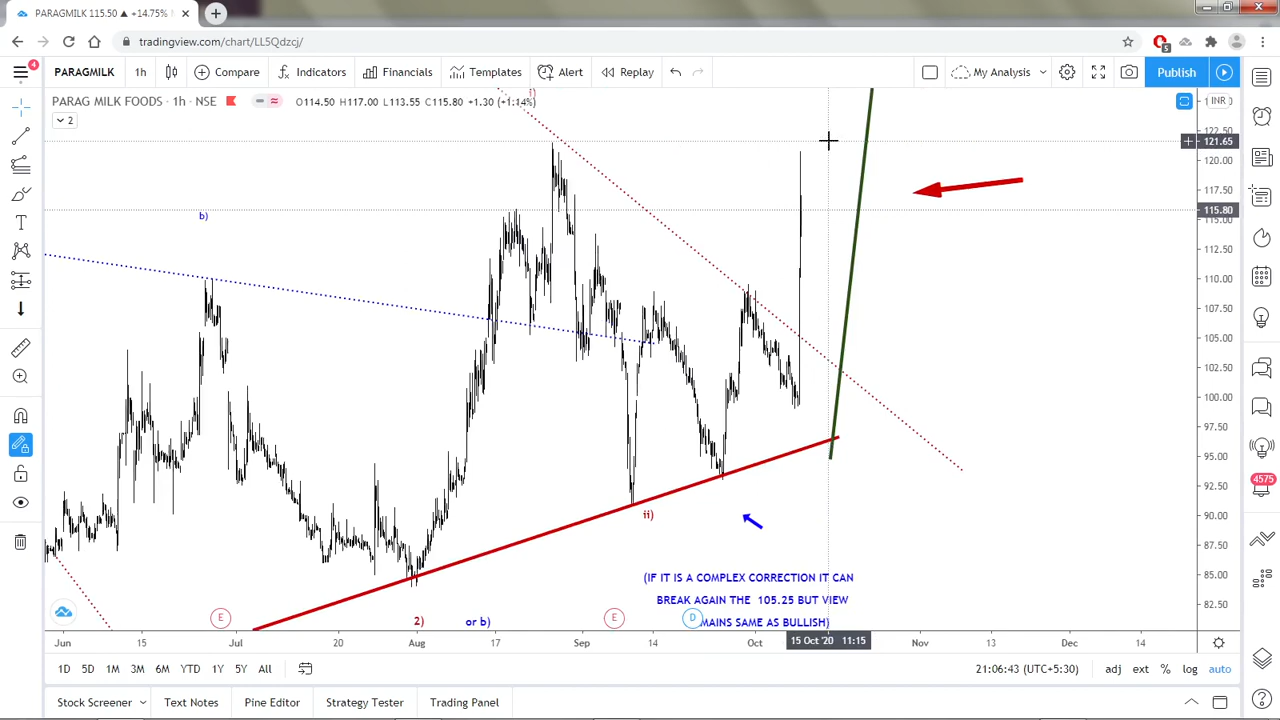 PARAGMILK 115.50 ▲ +14.75%
tradingview.com/chart/LL5Qdzcj/
5
4
PARAGMILK 1h Compare Indicators Financials Templates Alert Replay My Analysis Publish
PARAG MILK FOODS · 1h · NSE O114.50 H117.00 L113.55 C115.80 +1.30 (+1.14%)
i)
INR
2
122.50
121.65
120.00
117.50
b)
115.80
115.00
112.50
110.00
107.50
105.00
102.50
100.00
97.50
95.00
92.50
90.00
87.50
85.00
82.50
4575
ii)
(IF IT IS A COMPLEX CORRECTION IT CAN
BREAK AGAIN THE 105.25 BUT VIEW
MAINS SAME AS BULLISH)
E E D
2) or b)
Jun 15 Jul 20 Aug 17 Sep 14 Oct 15 Oct '20 11:15 Nov 13 Dec 14
1D 5D 1M 3M 6M YTD 1Y 5Y All 21:06:43 (UTC+5:30) adj ext % log auto
Stock Screener Text Notes Pine Editor Strategy Tester Trading Panel